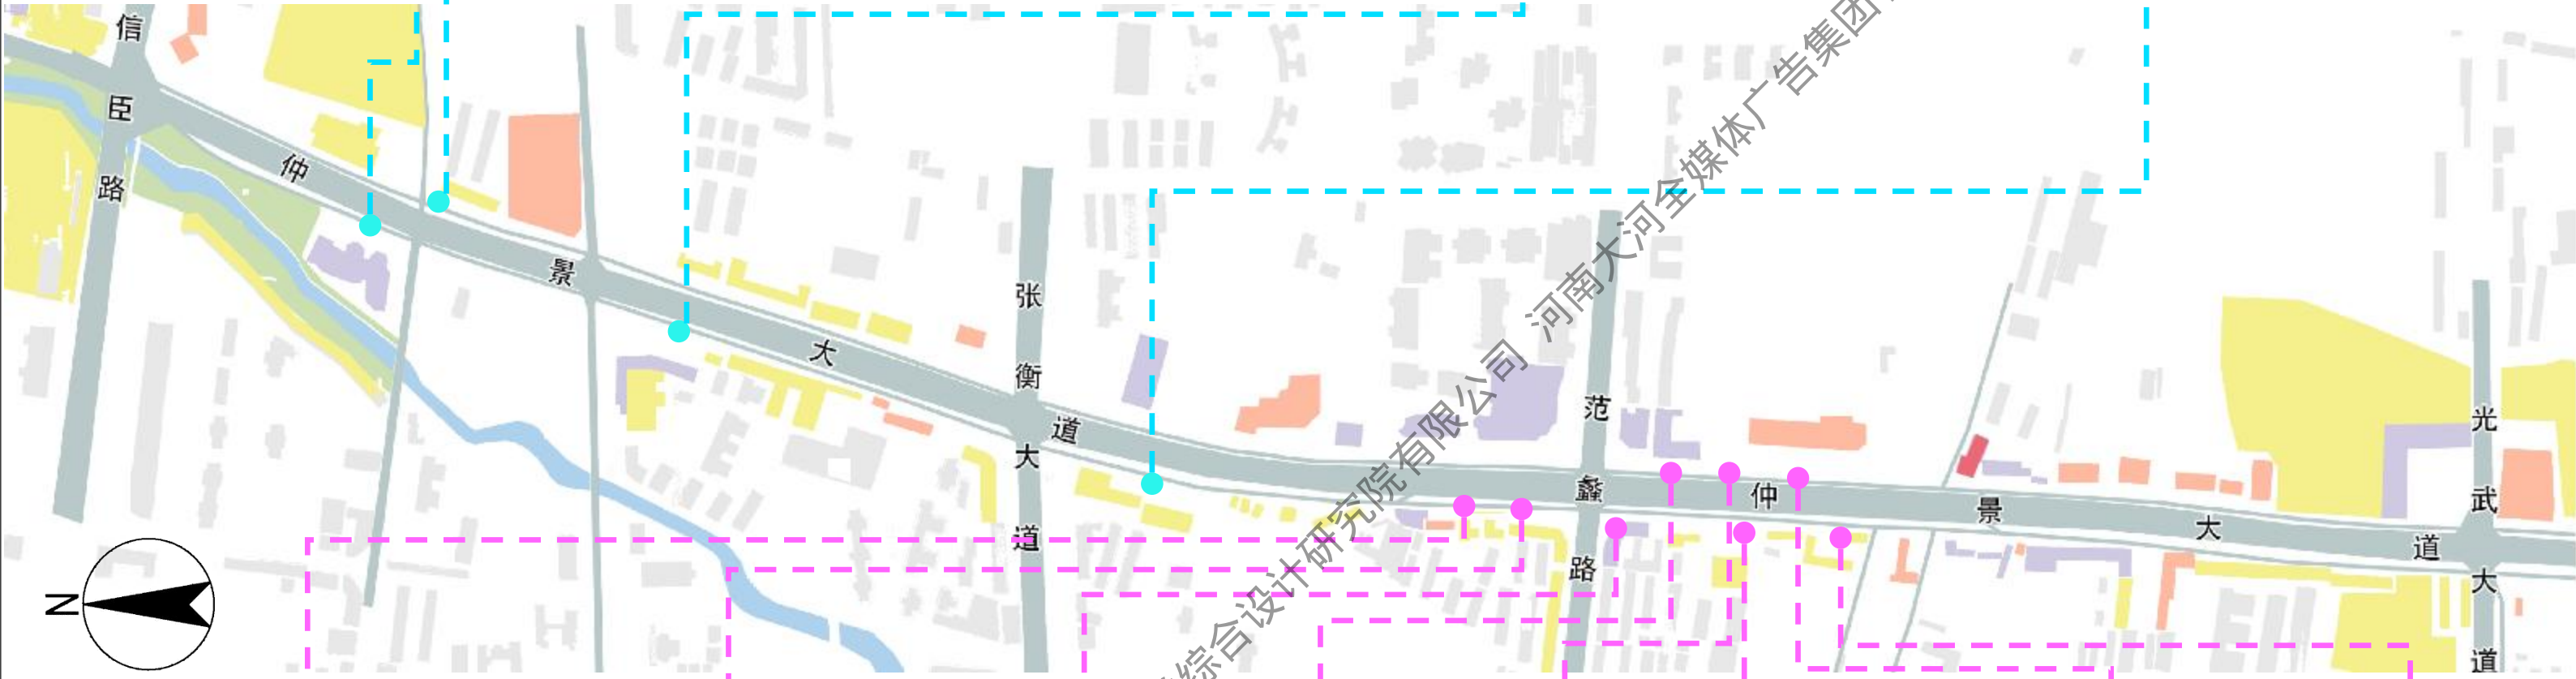 信臣路
仲景大道
张衡大道
范蠡路
仲景大道
光武大道
N
综合设计研究院有限公司 河南大河全媒体广告集团